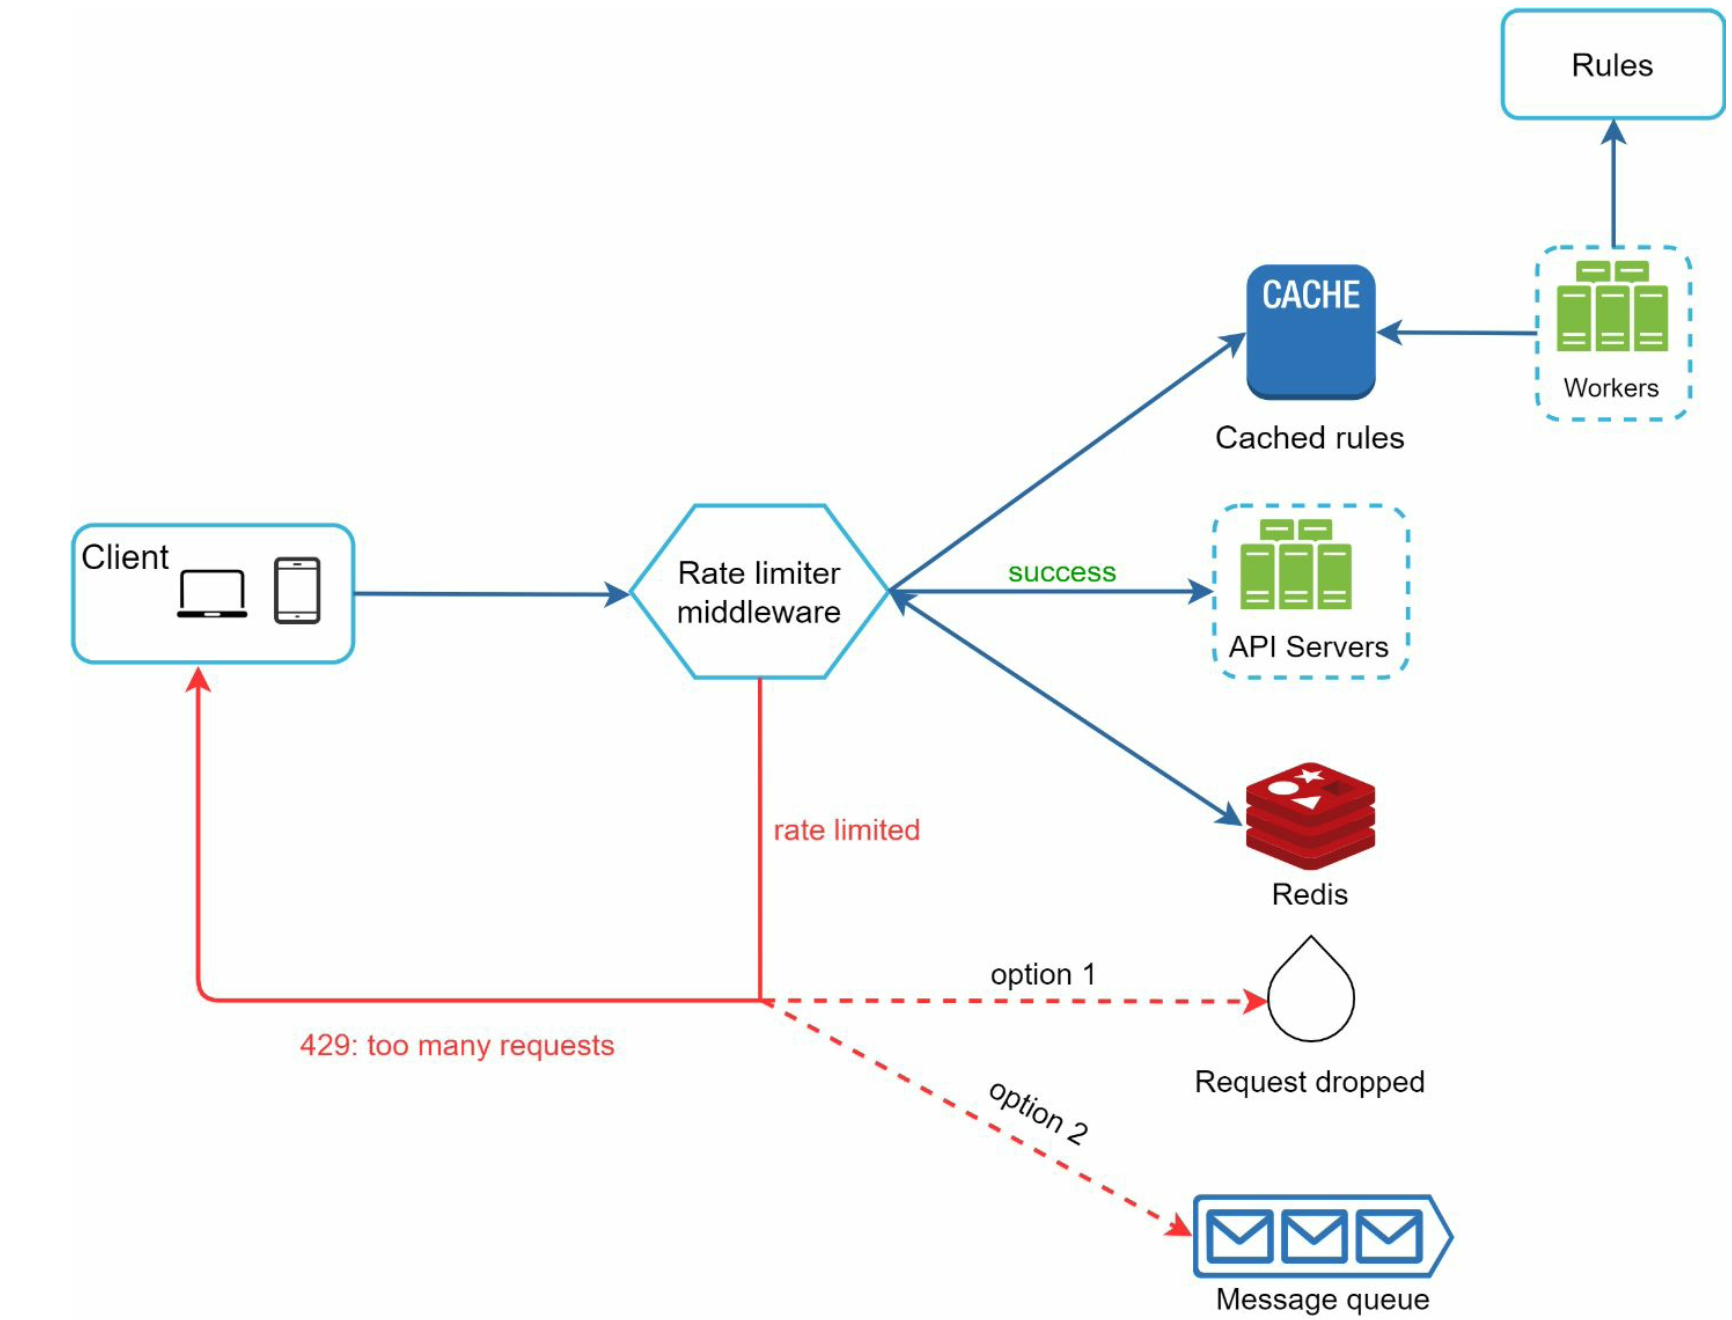 Rules
CACHE
Workers
Cached rules
Client
Rate limiter
middleware
success
API Servers
rate limited
Redis
option 1
429: too many requests
Request dropped
option 2
Message queue